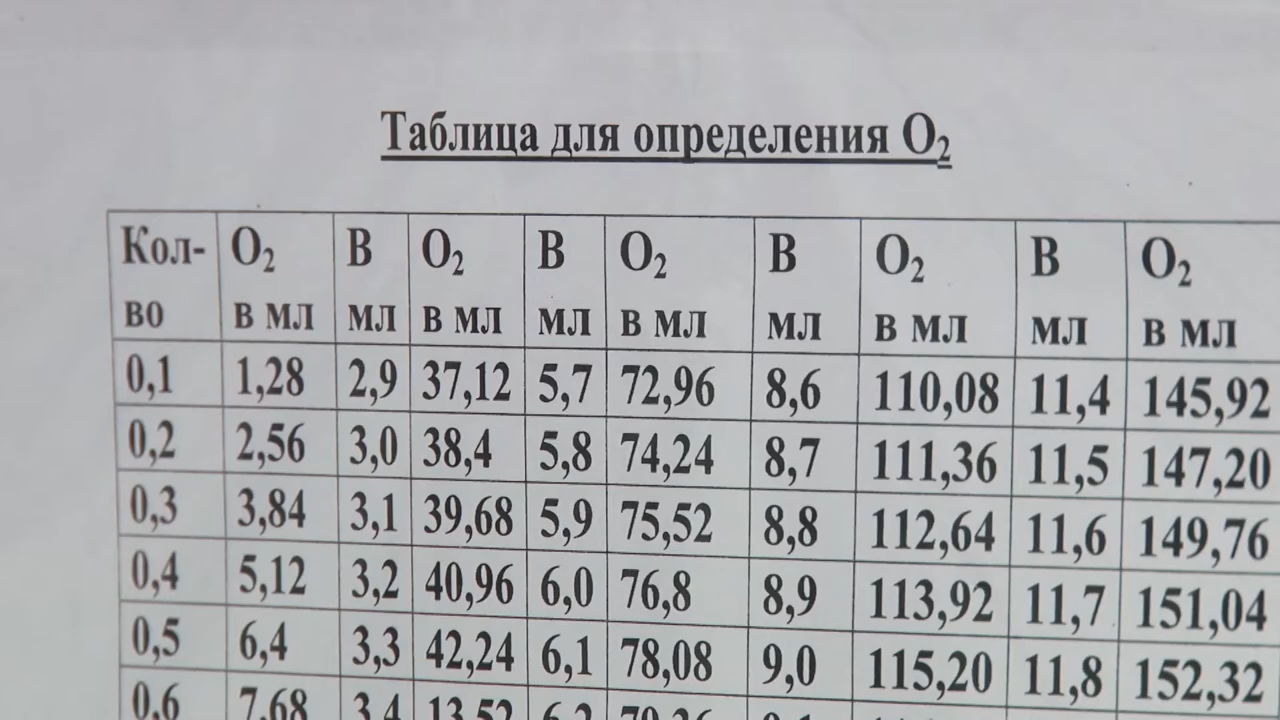 Таблица для определения O₂
Кол-во O₂ в мл В мл O₂ в мл В мл O₂ в мл В мл O₂ в мл В мл O₂ в мл
0,1 1,28 2,9 37,12 5,7 72,96 8,6 110,08 11,4 145,92
0,2 2,56 3,0 38,4 5,8 74,24 8,7 111,36 11,5 147,20
0,3 3,84 3,1 39,68 5,9 75,52 8,8 112,64 11,6 149,76
0,4 5,12 3,2 40,96 6,0 76,8 8,9 113,92 11,7 151,04
0,5 6,4 3,3 42,24 6,1 78,08 9,0 115,20 11,8 152,32
0,6 7,68 3,4